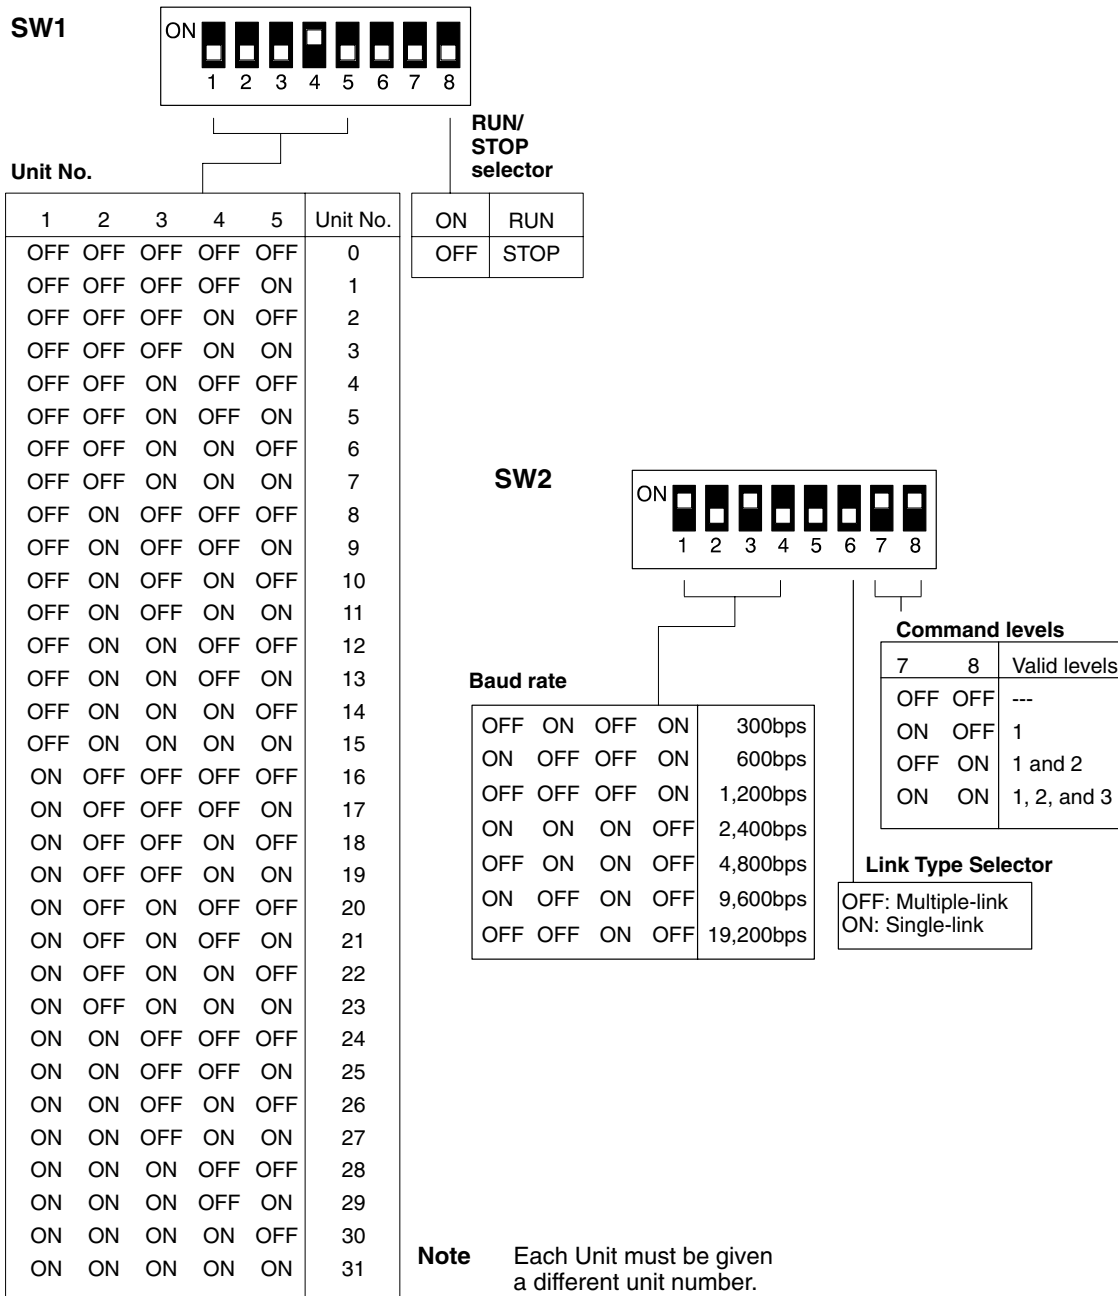 SW1
ON
1 2 3 4 5 6 7 8
RUN/
STOP
selector
Unit No.
1 2 3 4 5 Unit No.
OFF OFF OFF OFF OFF 0
OFF OFF OFF OFF ON 1
OFF OFF OFF ON OFF 2
OFF OFF OFF ON ON 3
OFF OFF ON OFF OFF 4
OFF OFF ON OFF ON 5
OFF OFF ON ON OFF 6
OFF OFF ON ON ON 7
OFF ON OFF OFF OFF 8
OFF ON OFF OFF ON 9
OFF ON OFF ON OFF 10
OFF ON OFF ON ON 11
OFF ON ON OFF OFF 12
OFF ON ON OFF ON 13
OFF ON ON ON OFF 14
OFF ON ON ON ON 15
ON OFF OFF OFF OFF 16
ON OFF OFF OFF ON 17
ON OFF OFF ON OFF 18
ON OFF OFF ON ON 19
ON OFF ON OFF OFF 20
ON OFF ON OFF ON 21
ON OFF ON ON OFF 22
ON OFF ON ON ON 23
ON ON OFF OFF OFF 24
ON ON OFF OFF ON 25
ON ON OFF ON OFF 26
ON ON OFF ON ON 27
ON ON ON OFF OFF 28
ON ON ON OFF ON 29
ON ON ON ON OFF 30
ON ON ON ON ON 31
ON RUN
OFF STOP
SW2
ON
1 2 3 4 5 6 7 8
Baud rate
OFF ON OFF ON 300bps
ON OFF OFF ON 600bps
OFF OFF OFF ON 1,200bps
ON ON ON OFF 2,400bps
OFF ON ON OFF 4,800bps
ON OFF ON OFF 9,600bps
OFF OFF ON OFF 19,200bps
Command levels
7 8 Valid levels
OFF OFF ---
ON OFF 1
OFF ON 1 and 2
ON ON 1, 2, and 3
Link Type Selector
OFF: Multiple-link
ON: Single-link
Note Each Unit must be given
a different unit number.